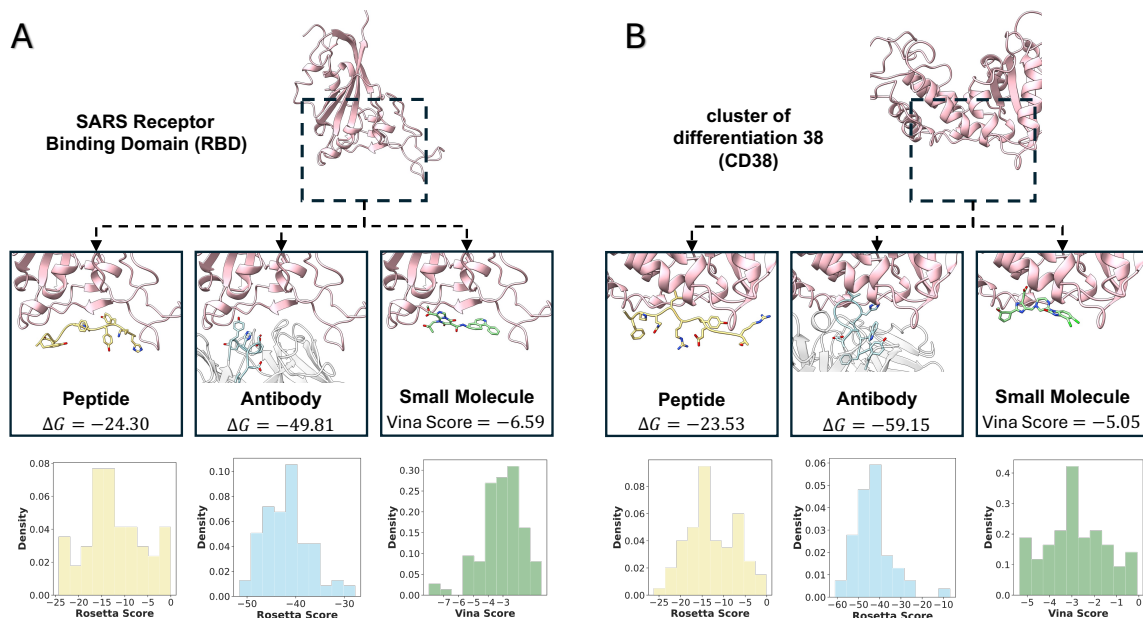 A
SARS Receptor
Binding Domain (RBD)
Peptide
ΔG = −24.30
Antibody
ΔG = −49.81
Small Molecule
Vina Score = −6.59
0.08
0.06
0.04
0.02
0.00
Density
−25 −20 −15 −10 −5 0
Rosetta Score
0.10
0.08
0.06
0.04
0.02
0.00
Density
−50 −40 −30
Rosetta Score
0.30
0.25
0.20
0.15
0.10
0.05
0.00
Density
−7 −6 −5 −4 −3
Vina Score
B
cluster of
differentiation 38
(CD38)
Peptide
ΔG = −23.53
Antibody
ΔG = −59.15
Small Molecule
Vina Score = −5.05
0.08
0.06
0.04
0.02
0.00
Density
−25 −20 −15 −10 −5 0
Rosetta Score
0.06
0.05
0.04
0.03
0.02
0.01
0.00
Density
−60 −50 −40 −30 −20 −10
Rosetta Score
0.4
0.3
0.2
0.1
0.0
Density
−5 −4 −3 −2 −1 0
Vina Score